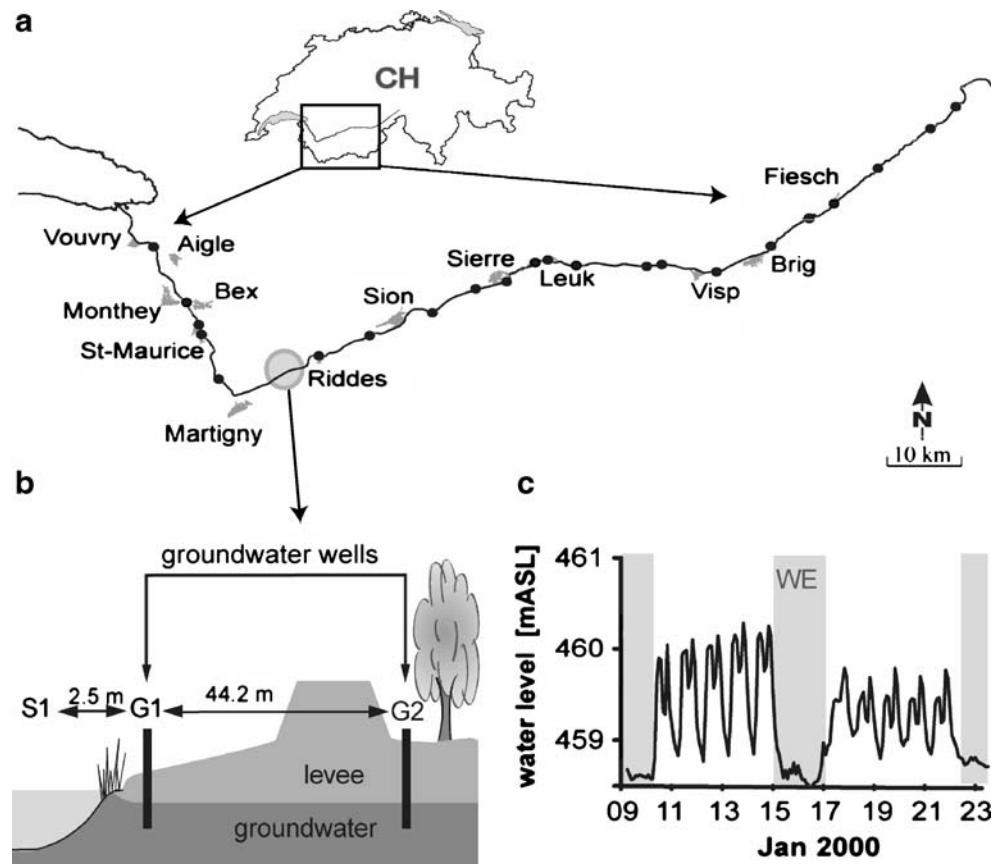 a
CH
Fiesch
Vouvry
Aigle
Sierre
Leuk
Brig
Monthey
Bex
Sion
Visp
St-Maurice
Riddes
Martigny
N
10 km
b
groundwater wells
S1
2.5 m
G1
44.2 m
G2
levee
groundwater
c
water level [mASL]
461
460
459
WE
09
11
13
15
17
19
21
23
Jan 2000